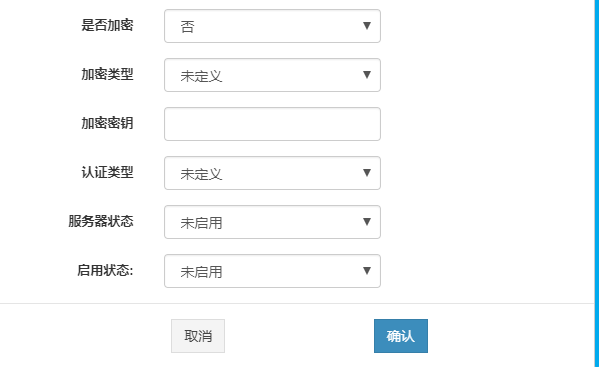 是否加密 否
加密类型 未定义
加密密钥
认证类型 未定义
服务器状态 未启用
启用状态: 未启用
取消 确认